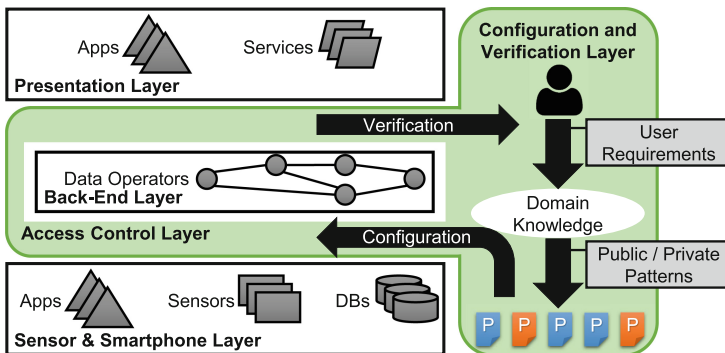 Apps
Services
Presentation Layer
Configuration and
Verification Layer
Verification
User
Requirements
Data Operators
Back-End Layer
Domain
Knowledge
Access Control Layer
Configuration
Public / Private
Patterns
Apps
Sensors
DBs
Sensor & Smartphone Layer
P P P P P